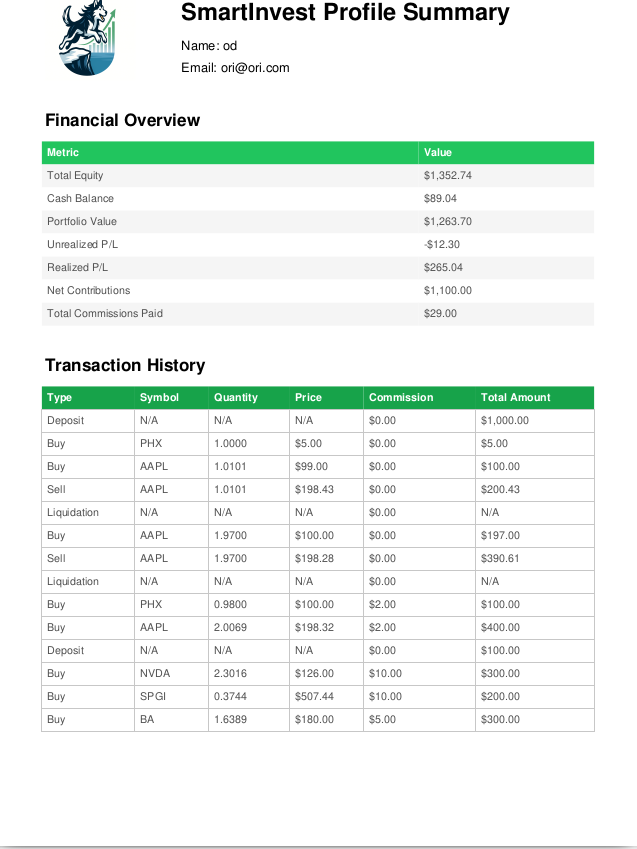 SmartInvest Profile Summary
Name: od
Email: ori@ori.com
Financial Overview
Metric Value
Total Equity $1,352.74
Cash Balance $89.04
Portfolio Value $1,263.70
Unrealized P/L -$12.30
Realized P/L $265.04
Net Contributions $1,100.00
Total Commissions Paid $29.00
Transaction History
Type Symbol Quantity Price Commission Total Amount
Deposit N/A N/A N/A $0.00 $1,000.00
Buy PHX 1.0000 $5.00 $0.00 $5.00
Buy AAPL 1.0101 $99.00 $0.00 $100.00
Sell AAPL 1.0101 $198.43 $0.00 $200.43
Liquidation N/A N/A N/A $0.00 N/A
Buy AAPL 1.9700 $100.00 $0.00 $197.00
Sell AAPL 1.9700 $198.28 $0.00 $390.61
Liquidation N/A N/A N/A $0.00 N/A
Buy PHX 0.9800 $100.00 $2.00 $100.00
Buy AAPL 2.0069 $198.32 $2.00 $400.00
Deposit N/A N/A N/A $0.00 $100.00
Buy NVDA 2.3016 $126.00 $10.00 $300.00
Buy SPGI 0.3744 $507.44 $10.00 $200.00
Buy BA 1.6389 $180.00 $5.00 $300.00